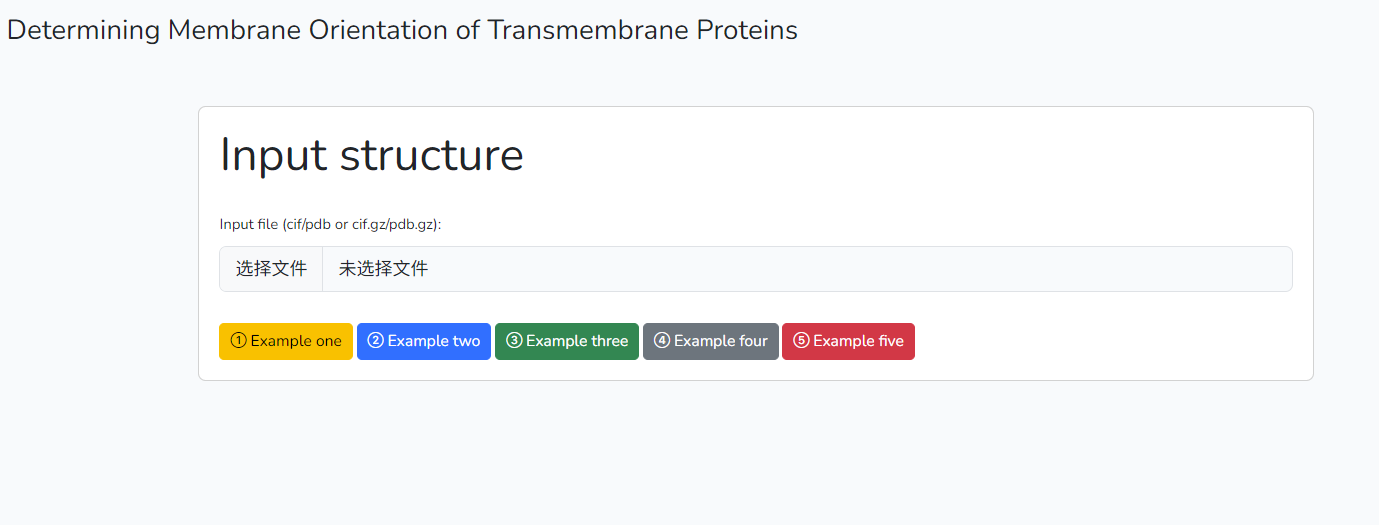 Determining Membrane Orientation of Transmembrane Proteins
Input structure
Input file (cif/pdb or cif.gz/pdb.gz):
选择文件 未选择文件
① Example one ② Example two ③ Example three ④ Example four ⑤ Example five